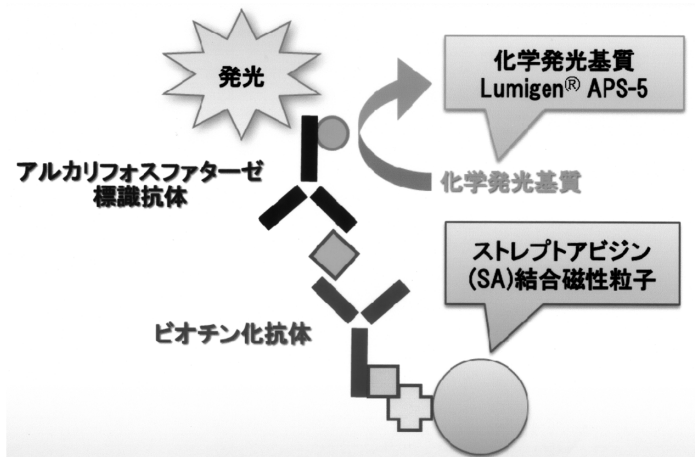 発光
化学発光基質
Lumigen® APS-5
アルカリフォスファターゼ
標識抗体
化学発光基質
ストレプトアビジン
(SA)結合磁性粒子
ビオチン化抗体